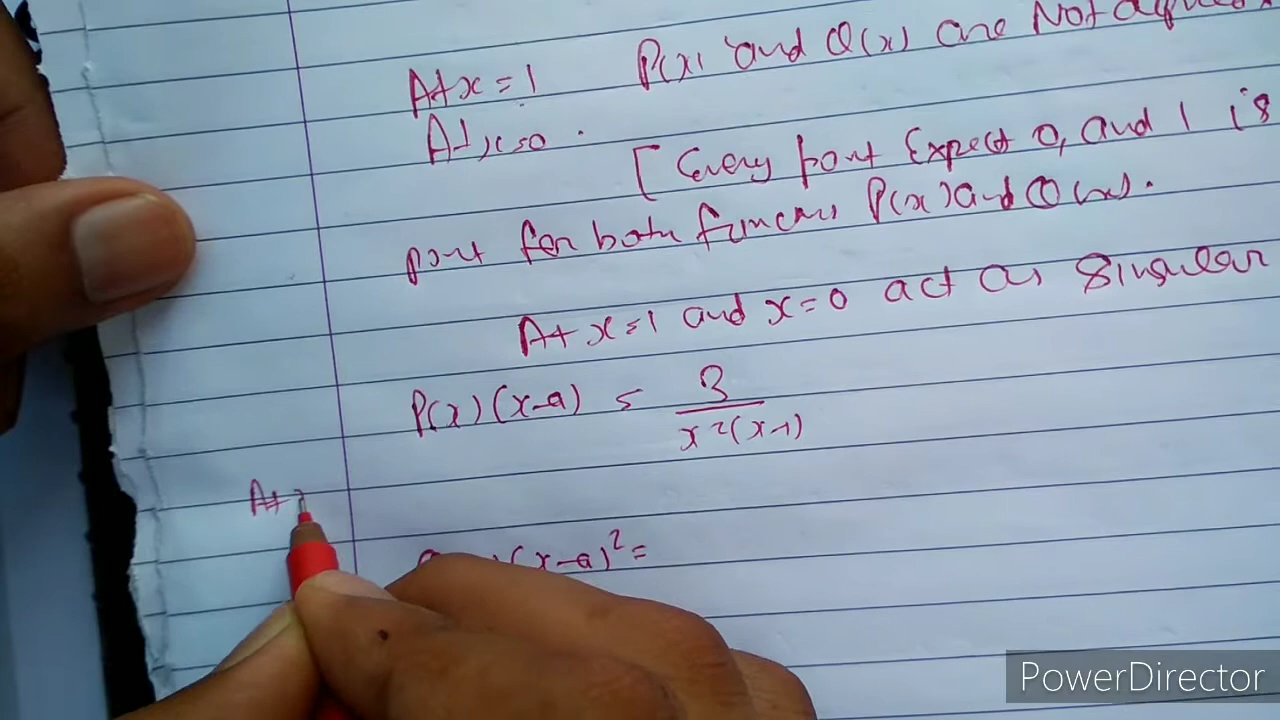 At x=1 P(x) and Q(x) are Not
At x=0.
[Every point Expect 0, and 1 is
point for both functions P(x) and Q(x).
At x=1 and x=0 act as Singular
P(x)(x-a) = 3/x²(x-1)
At
(x-a)²=
PowerDirector